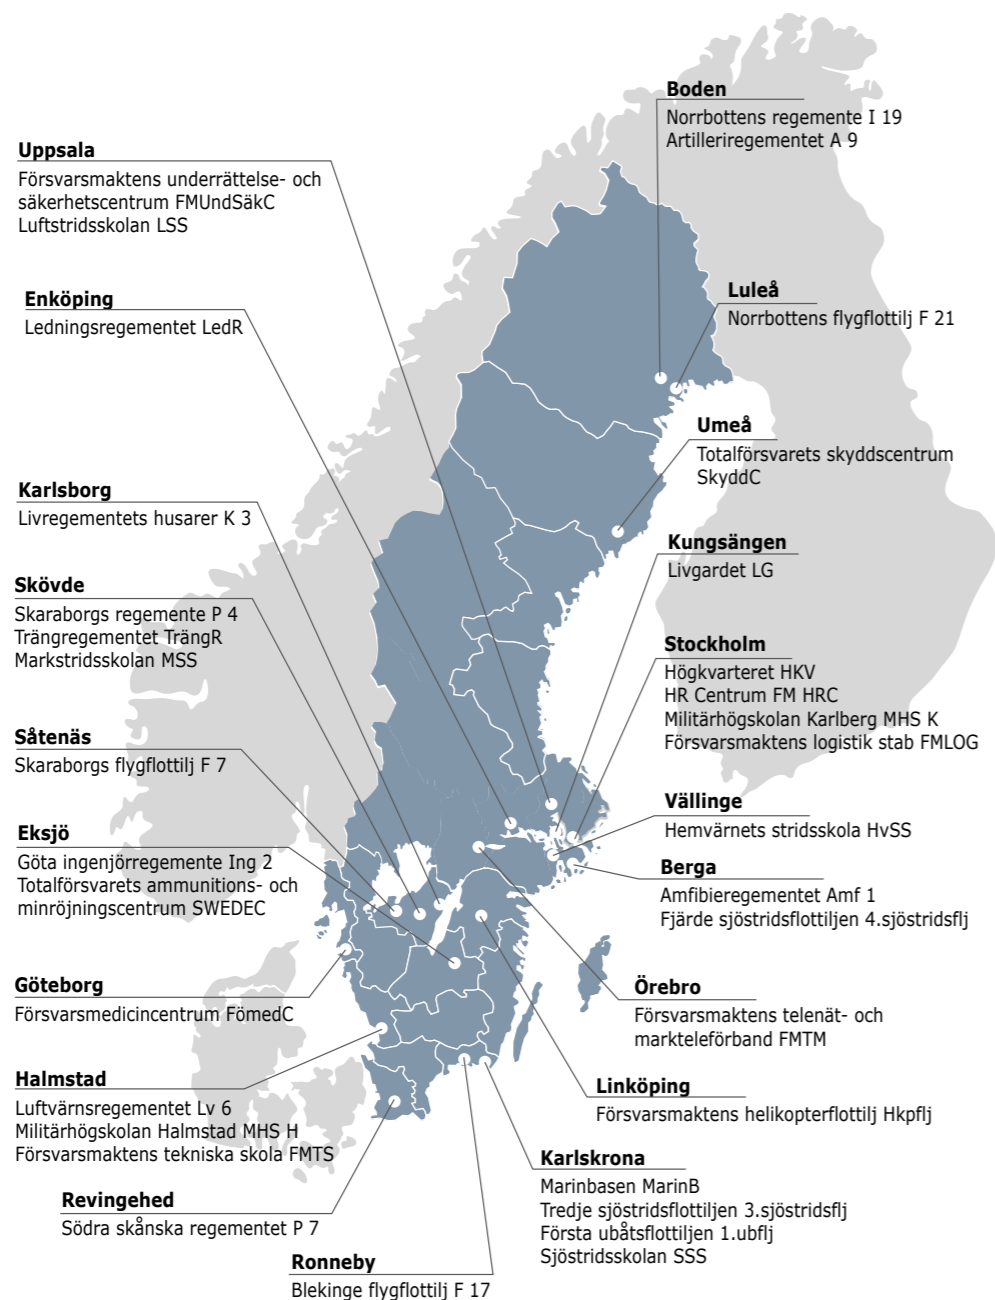 Boden
Norrbottens regemente I 19
Artilleriregementet A 9
Uppsala
Försvarsmaktens underrättelse- och
säkerhetscentrum FMUndSäkC
Luftstridsskolan LSS
Enköping
Ledningsregementet LedR
Luleå
Norrbottens flygflottilj F 21
Umeå
Totalförsvarets skyddscentrum
SkyddC
Karlsborg
Livregementets husarer K 3
Kungsängen
Livgardet LG
Skövde
Skaraborgs regemente P 4
Trängregementet TrängR
Markstridsskolan MSS
Stockholm
Högkvarteret HKV
HR Centrum FM HRC
Militärhögskolan Karlberg MHS K
Försvarsmaktens logistik stab FMLOG
Såtenäs
Skaraborgs flygflottilj F 7
Vällinge
Hemvärnets stridsskola HvSS
Eksjö
Göta ingenjörregemente Ing 2
Totalförsvarets ammunitions- och
minröjningscentrum SWEDEC
Berga
Amfibieregementet Amf 1
Fjärde sjöstridsflottiljen 4.sjöstridsflj
Göteborg
Försvarsmedicincentrum FömedC
Örebro
Försvarsmaktens telenät- och
markteleförband FMTM
Halmstad
Luftvärnsregementet Lv 6
Militärhögskolan Halmstad MHS H
Försvarsmaktens tekniska skola FMTS
Linköping
Försvarsmaktens helikopterflottilj Hkpflj
Karlskrona
Marinbasen MarinB
Tredje sjöstridsflottiljen 3.sjöstridsflj
Första ubåtsflottiljen 1.ubflj
Sjöstridsskolan SSS
Revingehed
Södra skånska regementet P 7
Ronneby
Blekinge flygflottilj F 17